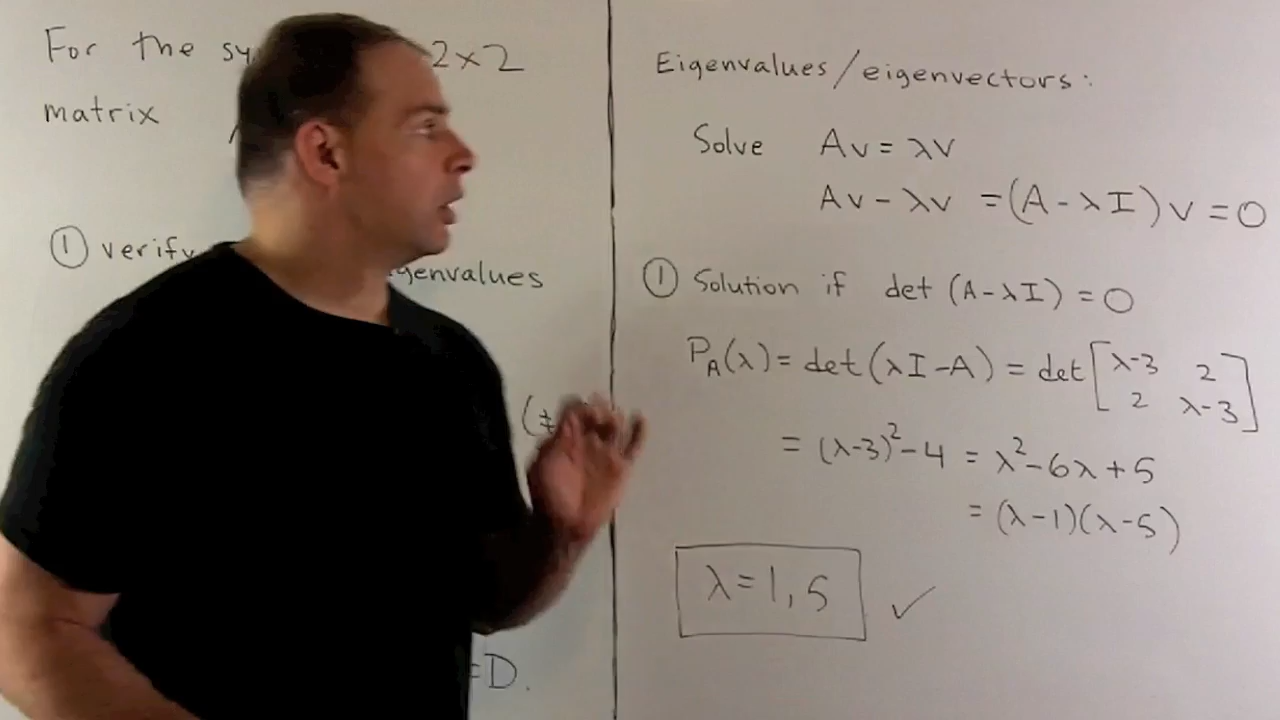 For the 2×2
matrix
① verify eigenvalues
(≠
=D.
Eigenvalues/eigenvectors:
Solve Av = λv
Av - λv = (A - λI)v = 0
① Solution if det (A-λI) = 0
P_A(λ) = det(λI-A) = det [λ-3 2
2 λ-3]
= (λ-3)² - 4 = λ² - 6λ + 5
= (λ-1)(λ-5)
λ = 1, 5 ✓